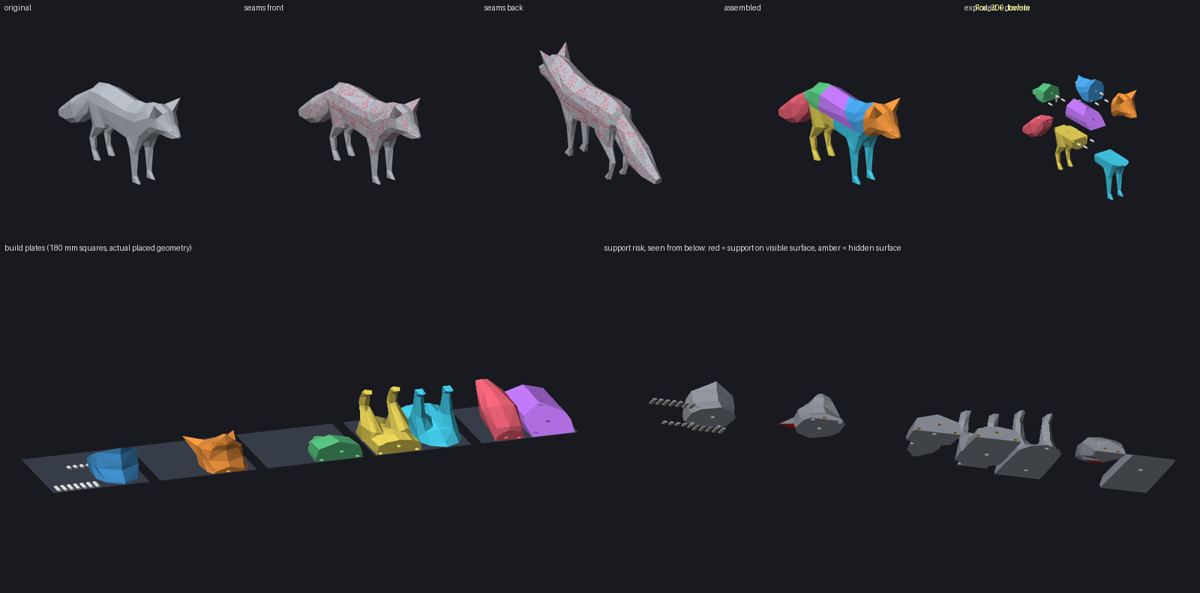 original
seams front
seams back
assembled
build plates (180 mm squares, actual placed geometry)
support risk, seen from below: red = support on visible surface, amber = hidden surface